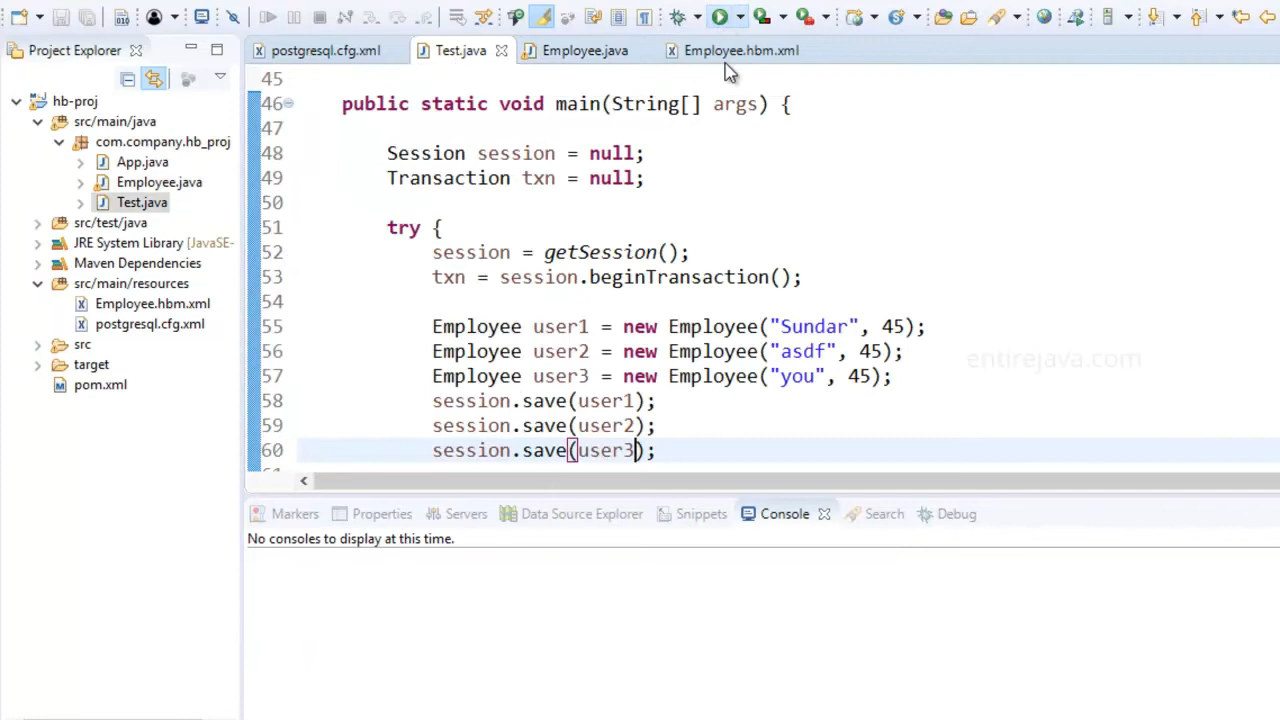 Project Explorer
postgresql.cfg.xml
Test.java
Employee.java
Employee.hbm.xml
hb-proj
src/main/java
com.company.hb_proj
App.java
Employee.java
Test.java
src/test/java
JRE System Library [JavaSE-
Maven Dependencies
src/main/resources
Employee.hbm.xml
postgresql.cfg.xml
src
target
pom.xml
45
46 public static void main(String[] args) {
47
48 Session session = null;
49 Transaction txn = null;
50
51 try {
52 session = getSession();
53 txn = session.beginTransaction();
54
55 Employee user1 = new Employee("Sundar", 45);
56 Employee user2 = new Employee("asdf", 45);
57 Employee user3 = new Employee("you", 45);
58 session.save(user1);
59 session.save(user2);
60 session.save(user3);
entirejava.com
Markers Properties Servers Data Source Explorer Snippets Console Search Debug
No consoles to display at this time.